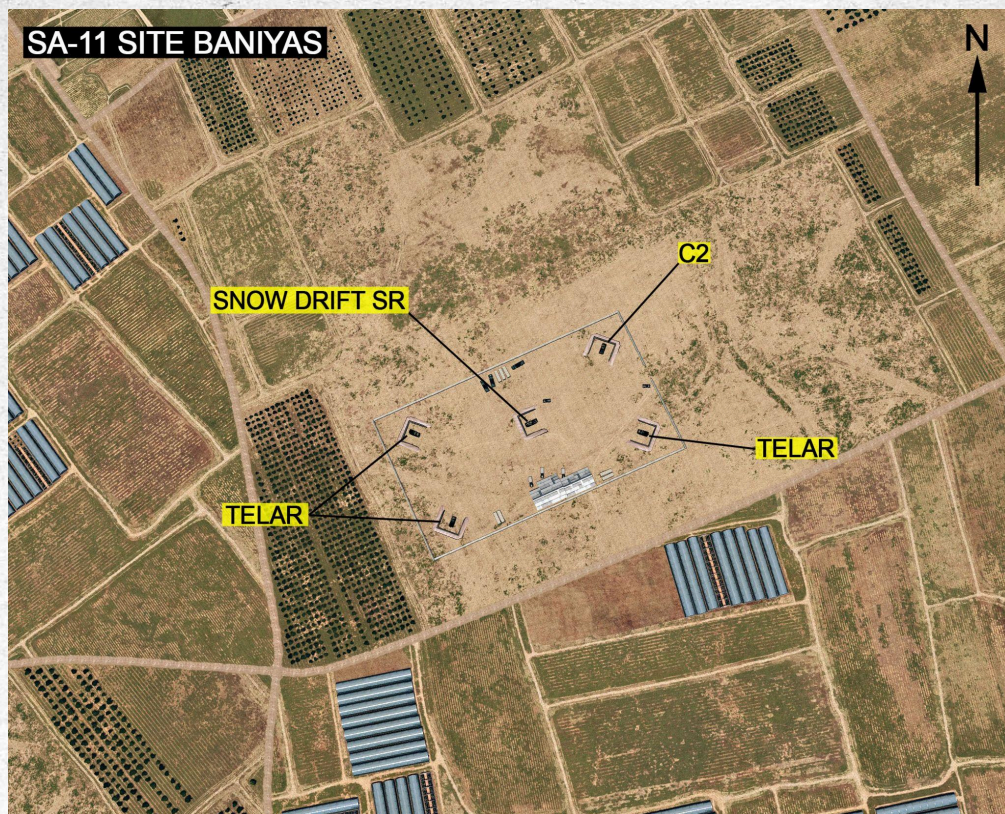 SA-11 SITE BANIYAS
N
C2
SNOW DRIFT SR
TELAR
TELAR